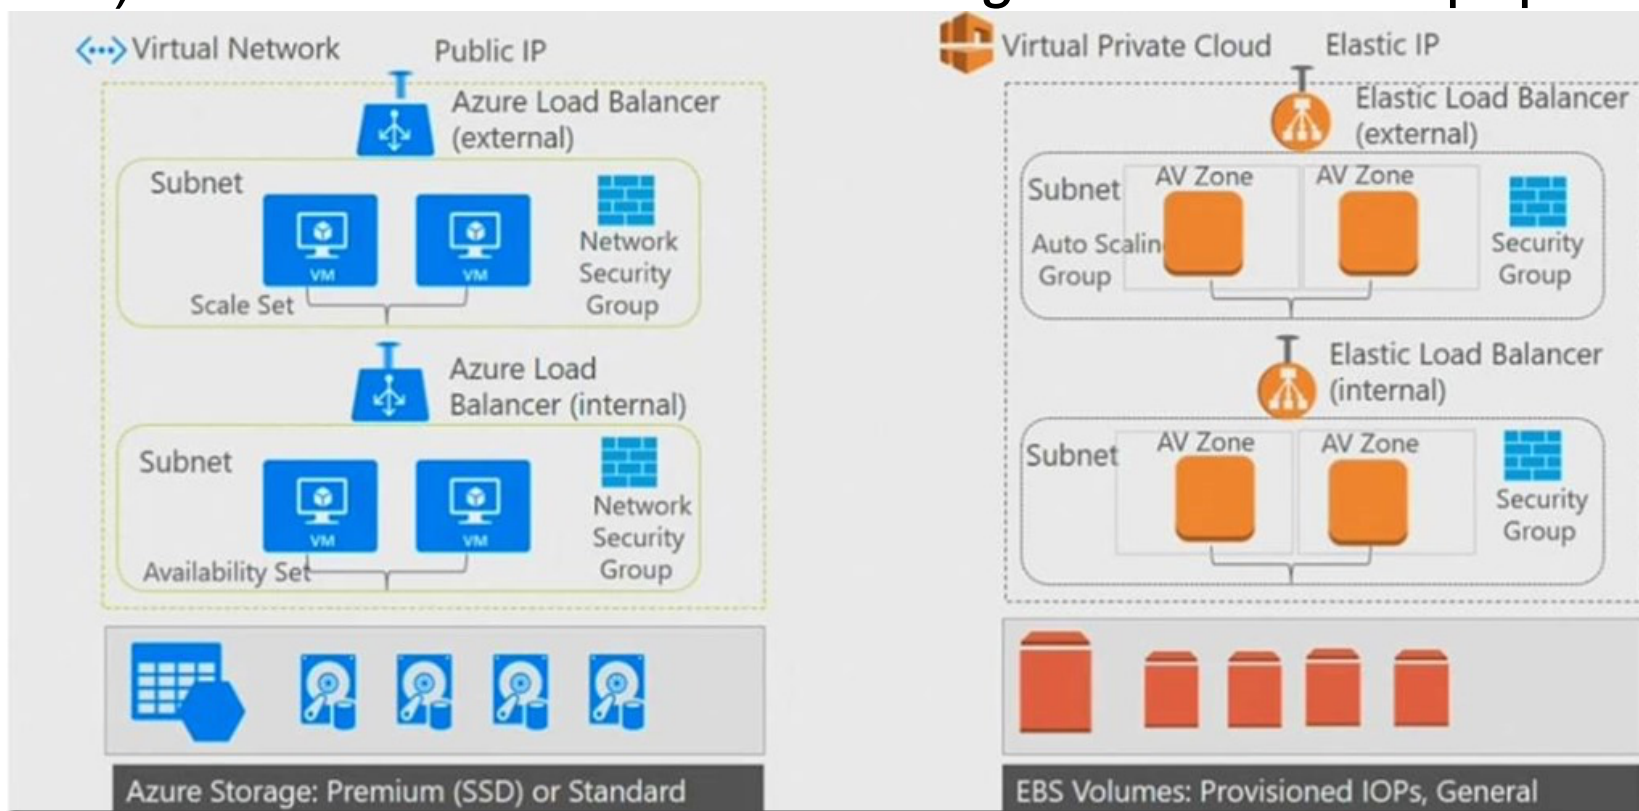 Virtual Network
Public IP
Azure Load Balancer
(external)
Subnet
VM
VM
Network
Security
Group
Scale Set
Azure Load
Balancer (internal)
Subnet
VM
VM
Network
Security
Group
Availability Set
Azure Storage: Premium (SSD) or Standard
Virtual Private Cloud
Elastic IP
Elastic Load Balancer
(external)
Subnet
AV Zone
AV Zone
Auto Scalin
Group
Security
Group
Elastic Load Balancer
(internal)
Subnet
AV Zone
AV Zone
Security
Group
EBS Volumes: Provisioned IOPs, General